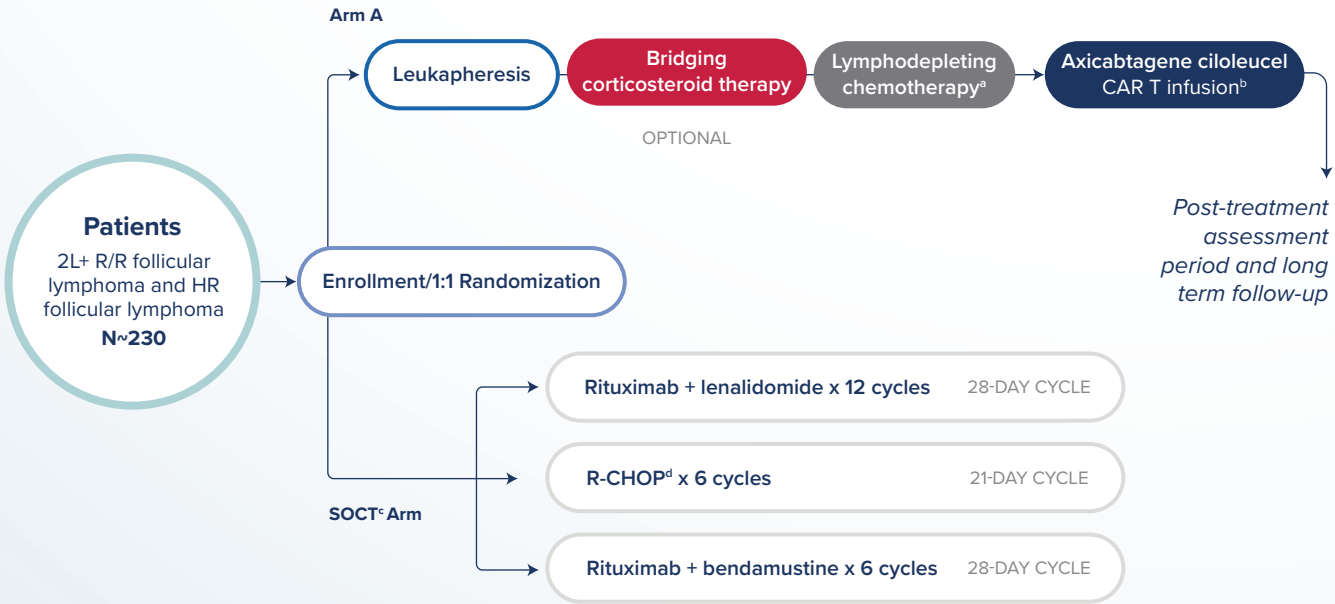 Arm A
Leukapheresis
Bridging
corticosteroid therapy
Lymphodepleting
chemotherapyᵃ
Axicabtagene ciloleucel
CAR T infusionᵇ
OPTIONAL
Post-treatment
assessment
period and long
term follow-up
Patients
2L+ R/R follicular
lymphoma and HR
follicular lymphoma
N~230
Enrollment/1:1 Randomization
Rituximab + lenalidomide x 12 cycles 28-DAY CYCLE
R-CHOPᵈ x 6 cycles 21-DAY CYCLE
SOCTᶜ Arm
Rituximab + bendamustine x 6 cycles 28-DAY CYCLE